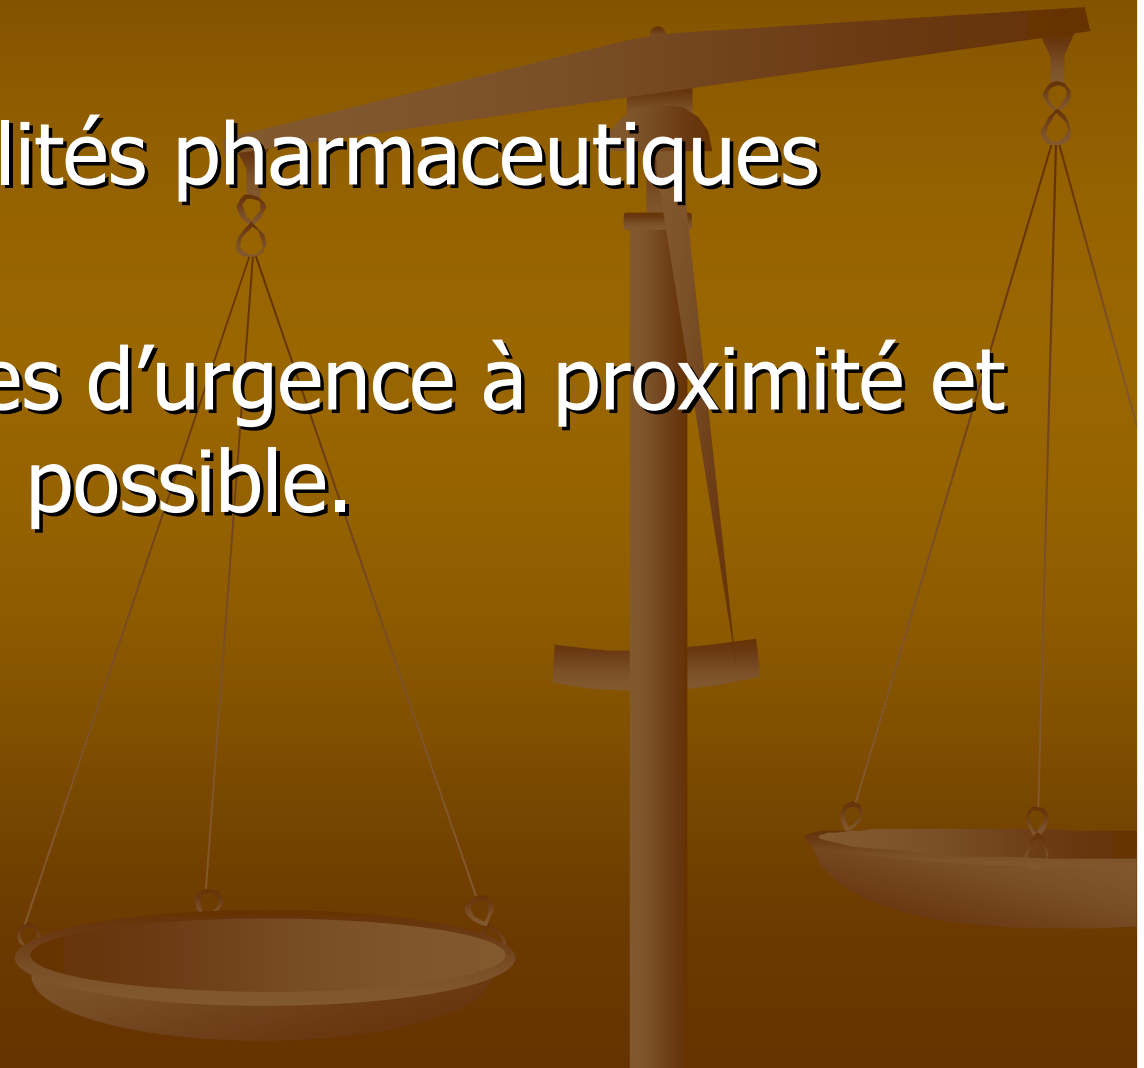 lités pharmaceutiques
es d’urgence à proximité et
possible.